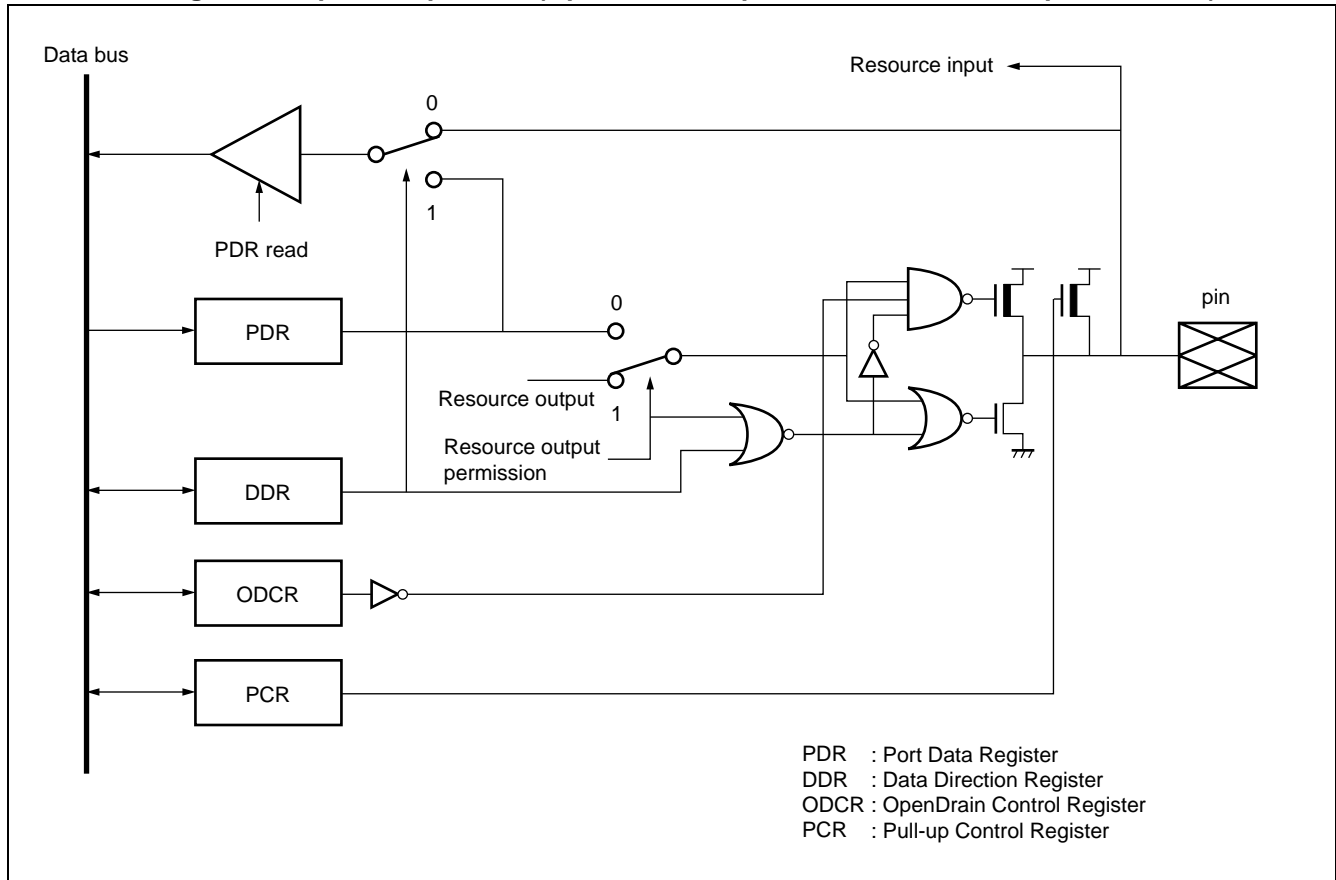 Data bus
Resource input
0
1
PDR read
PDR
0
pin
Resource output
1
Resource output
permission
DDR
ODCR
PCR
PDR : Port Data Register
DDR : Data Direction Register
ODCR : OpenDrain Control Register
PCR : Pull-up Control Register